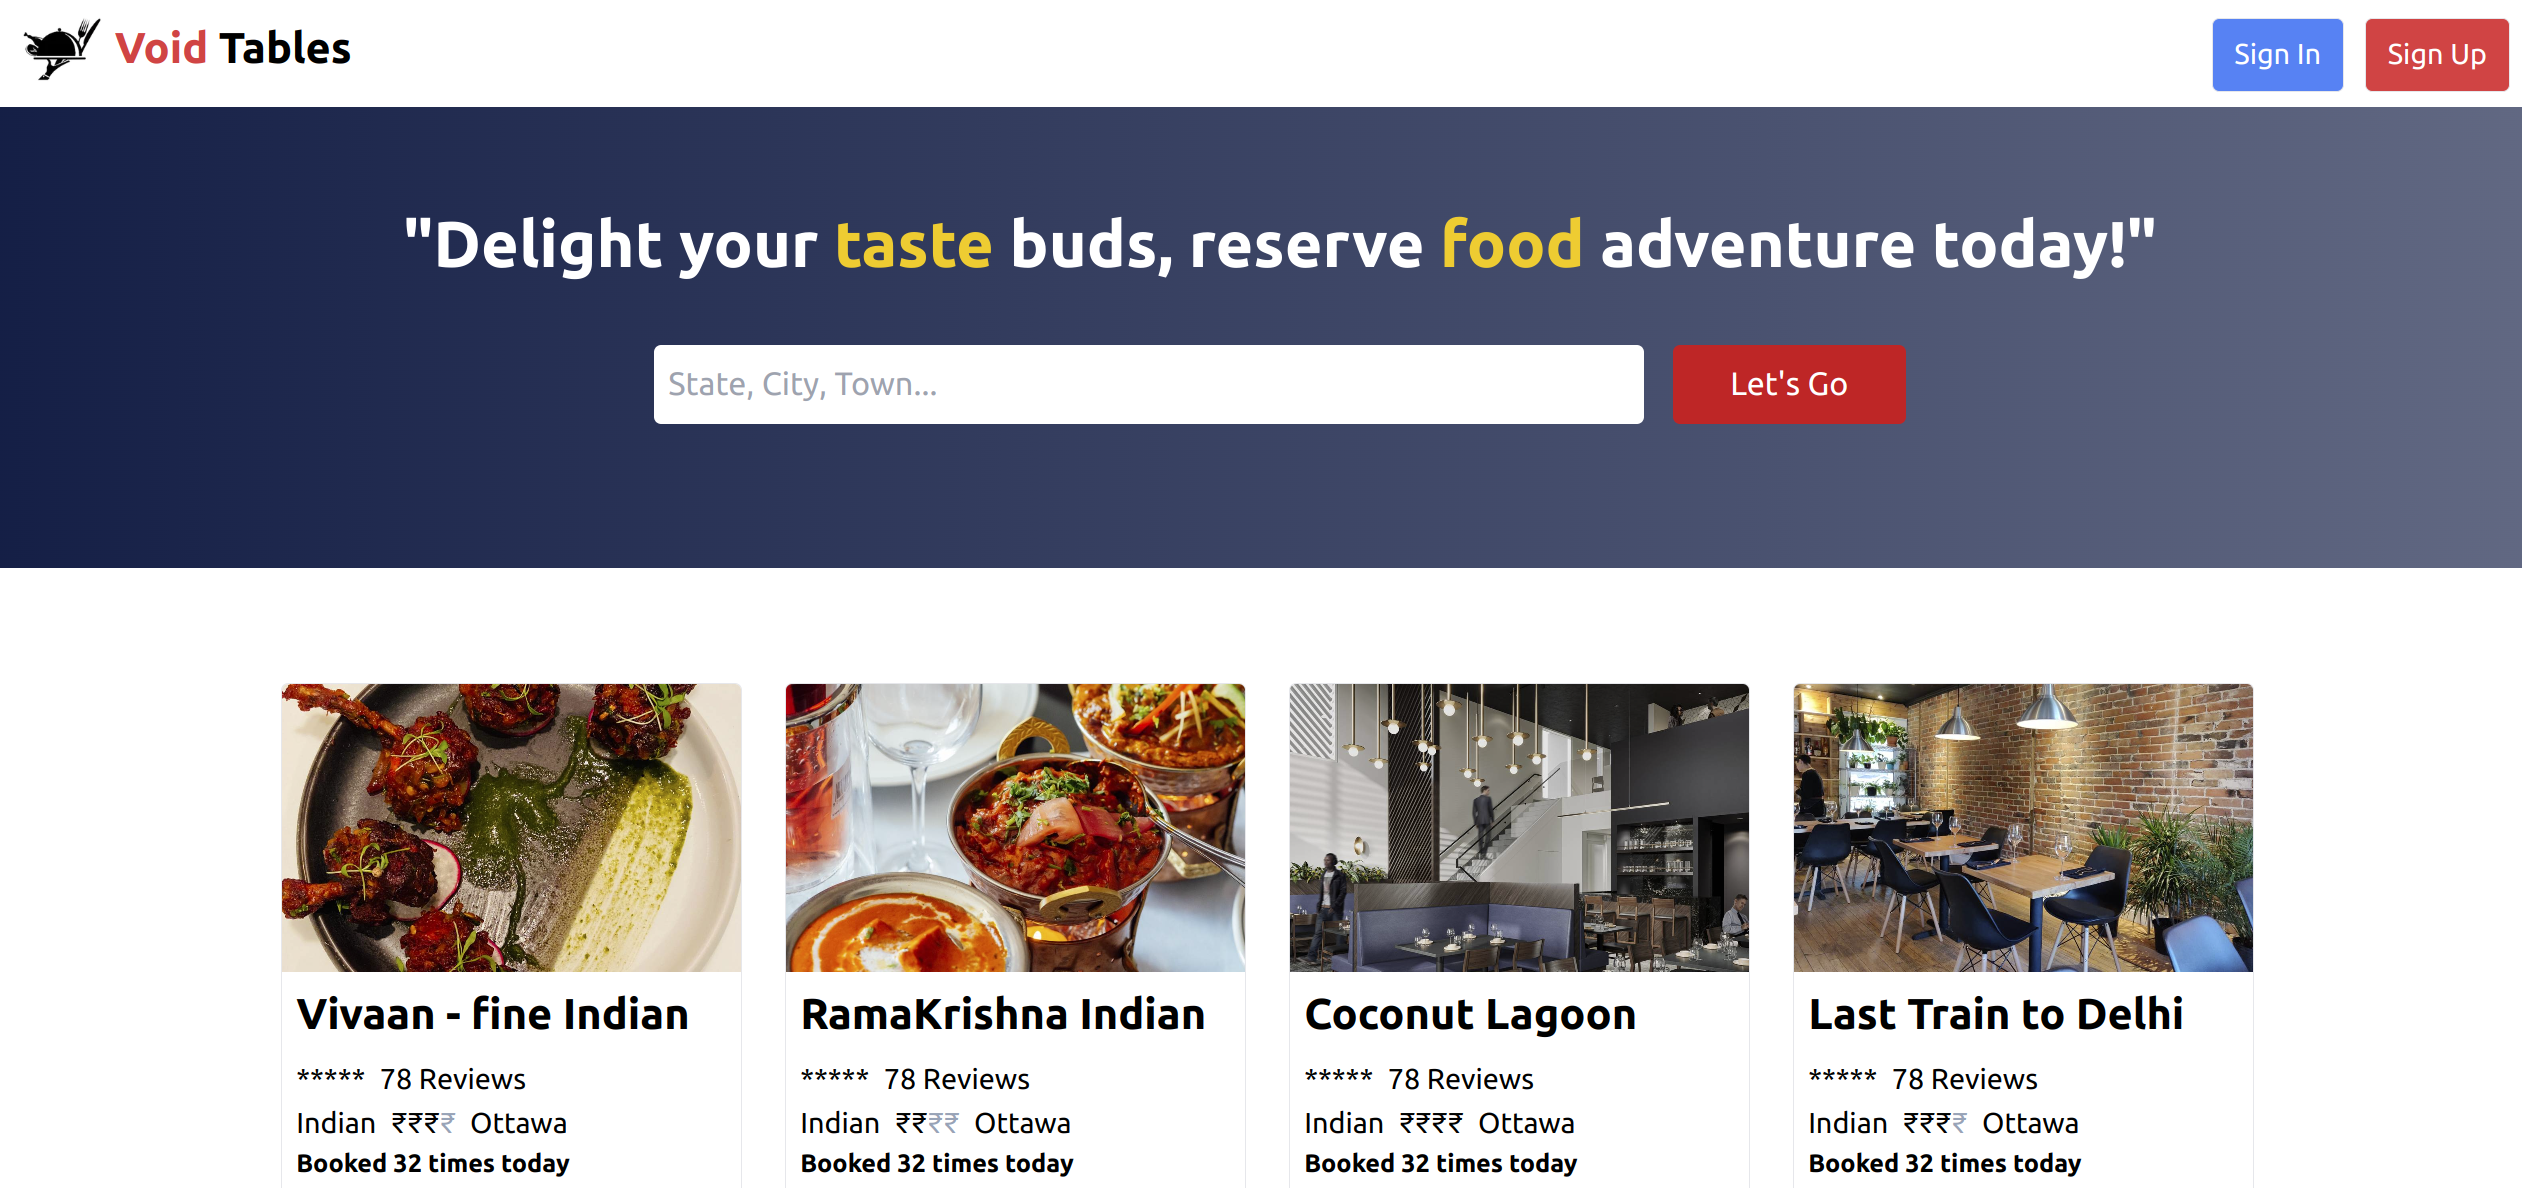 Void Tables
Sign In
Sign Up
"Delight your taste buds, reserve food adventure today!"
State, City, Town...
Let's Go
Vivaan - fine Indian
***** 78 Reviews
Indian ₹₹₹₹ Ottawa
Booked 32 times today
RamaKrishna Indian
***** 78 Reviews
Indian ₹₹₹₹ Ottawa
Booked 32 times today
Coconut Lagoon
***** 78 Reviews
Indian ₹₹₹₹ Ottawa
Booked 32 times today
Last Train to Delhi
***** 78 Reviews
Indian ₹₹₹₹ Ottawa
Booked 32 times today